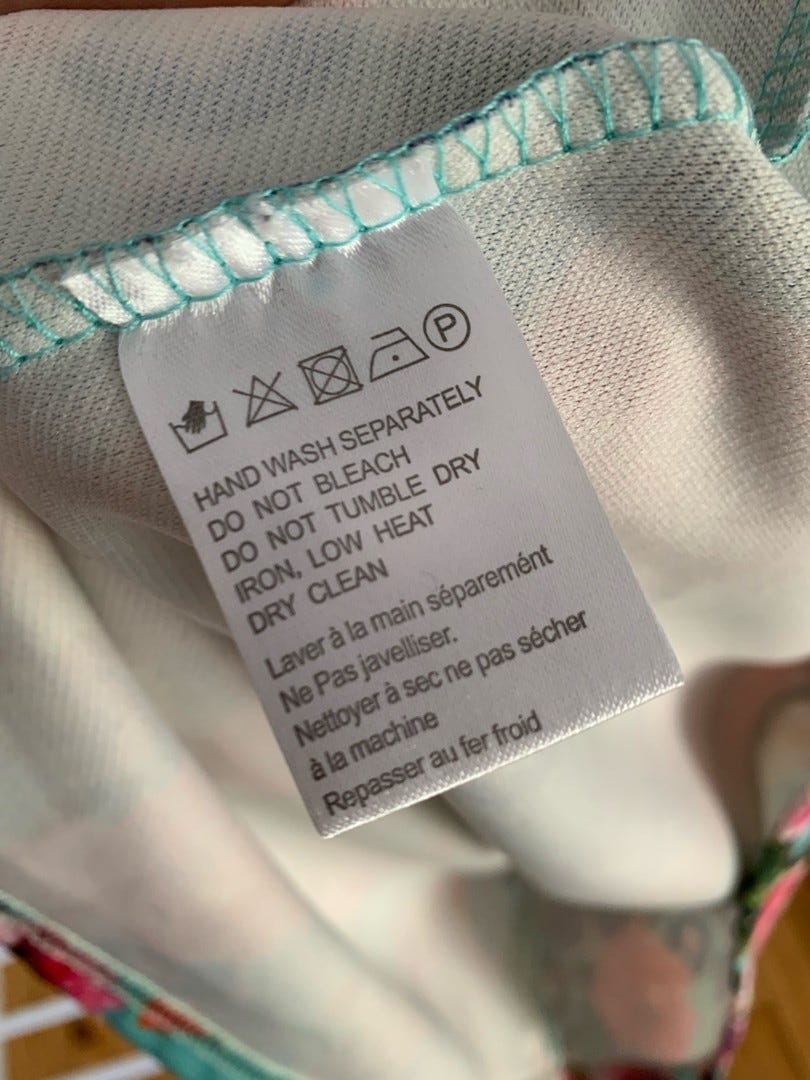 P
HAND WASH SEPARATELY
DO NOT BLEACH
DO NOT TUMBLE DRY
IRON, LOW HEAT
DRY CLEAN
Laver à la main séparemént
Ne Pas javelliser.
Nettoyer à sec ne pas sécher
à la machine
Repasser au fer froid